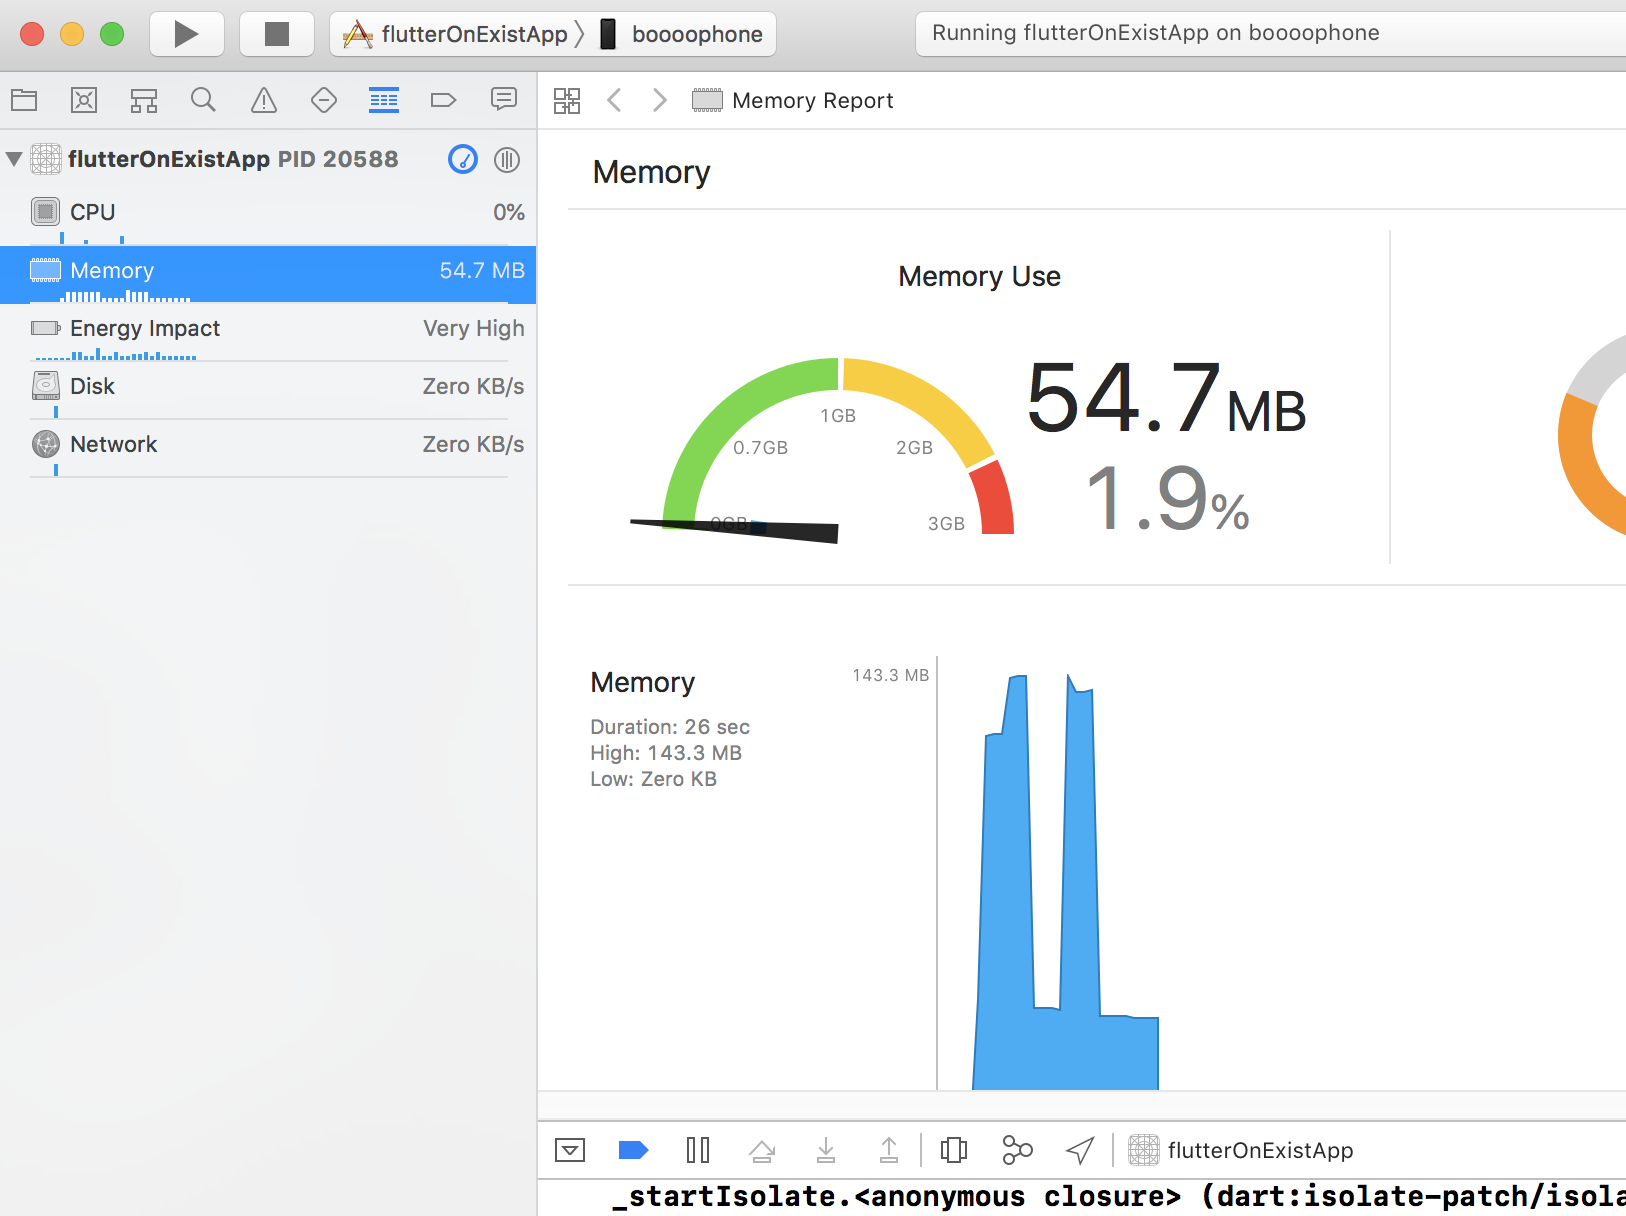 flutterOnExistApp
boooophone
Running flutterOnExistApp on boooophone
Memory Report
flutterOnExistApp PID 20588
CPU 0%
Memory 54.7 MB
Energy Impact Very High
Disk Zero KB/s
Network Zero KB/s
Memory
Memory Use
1GB
0.7GB
2GB
0GB
3GB
54.7 MB
1.9%
Memory
Duration: 26 sec
High: 143.3 MB
Low: Zero KB
143.3 MB
flutterOnExistApp
_startIsolate.<anonymous closure> (dart:isolate-patch/isola